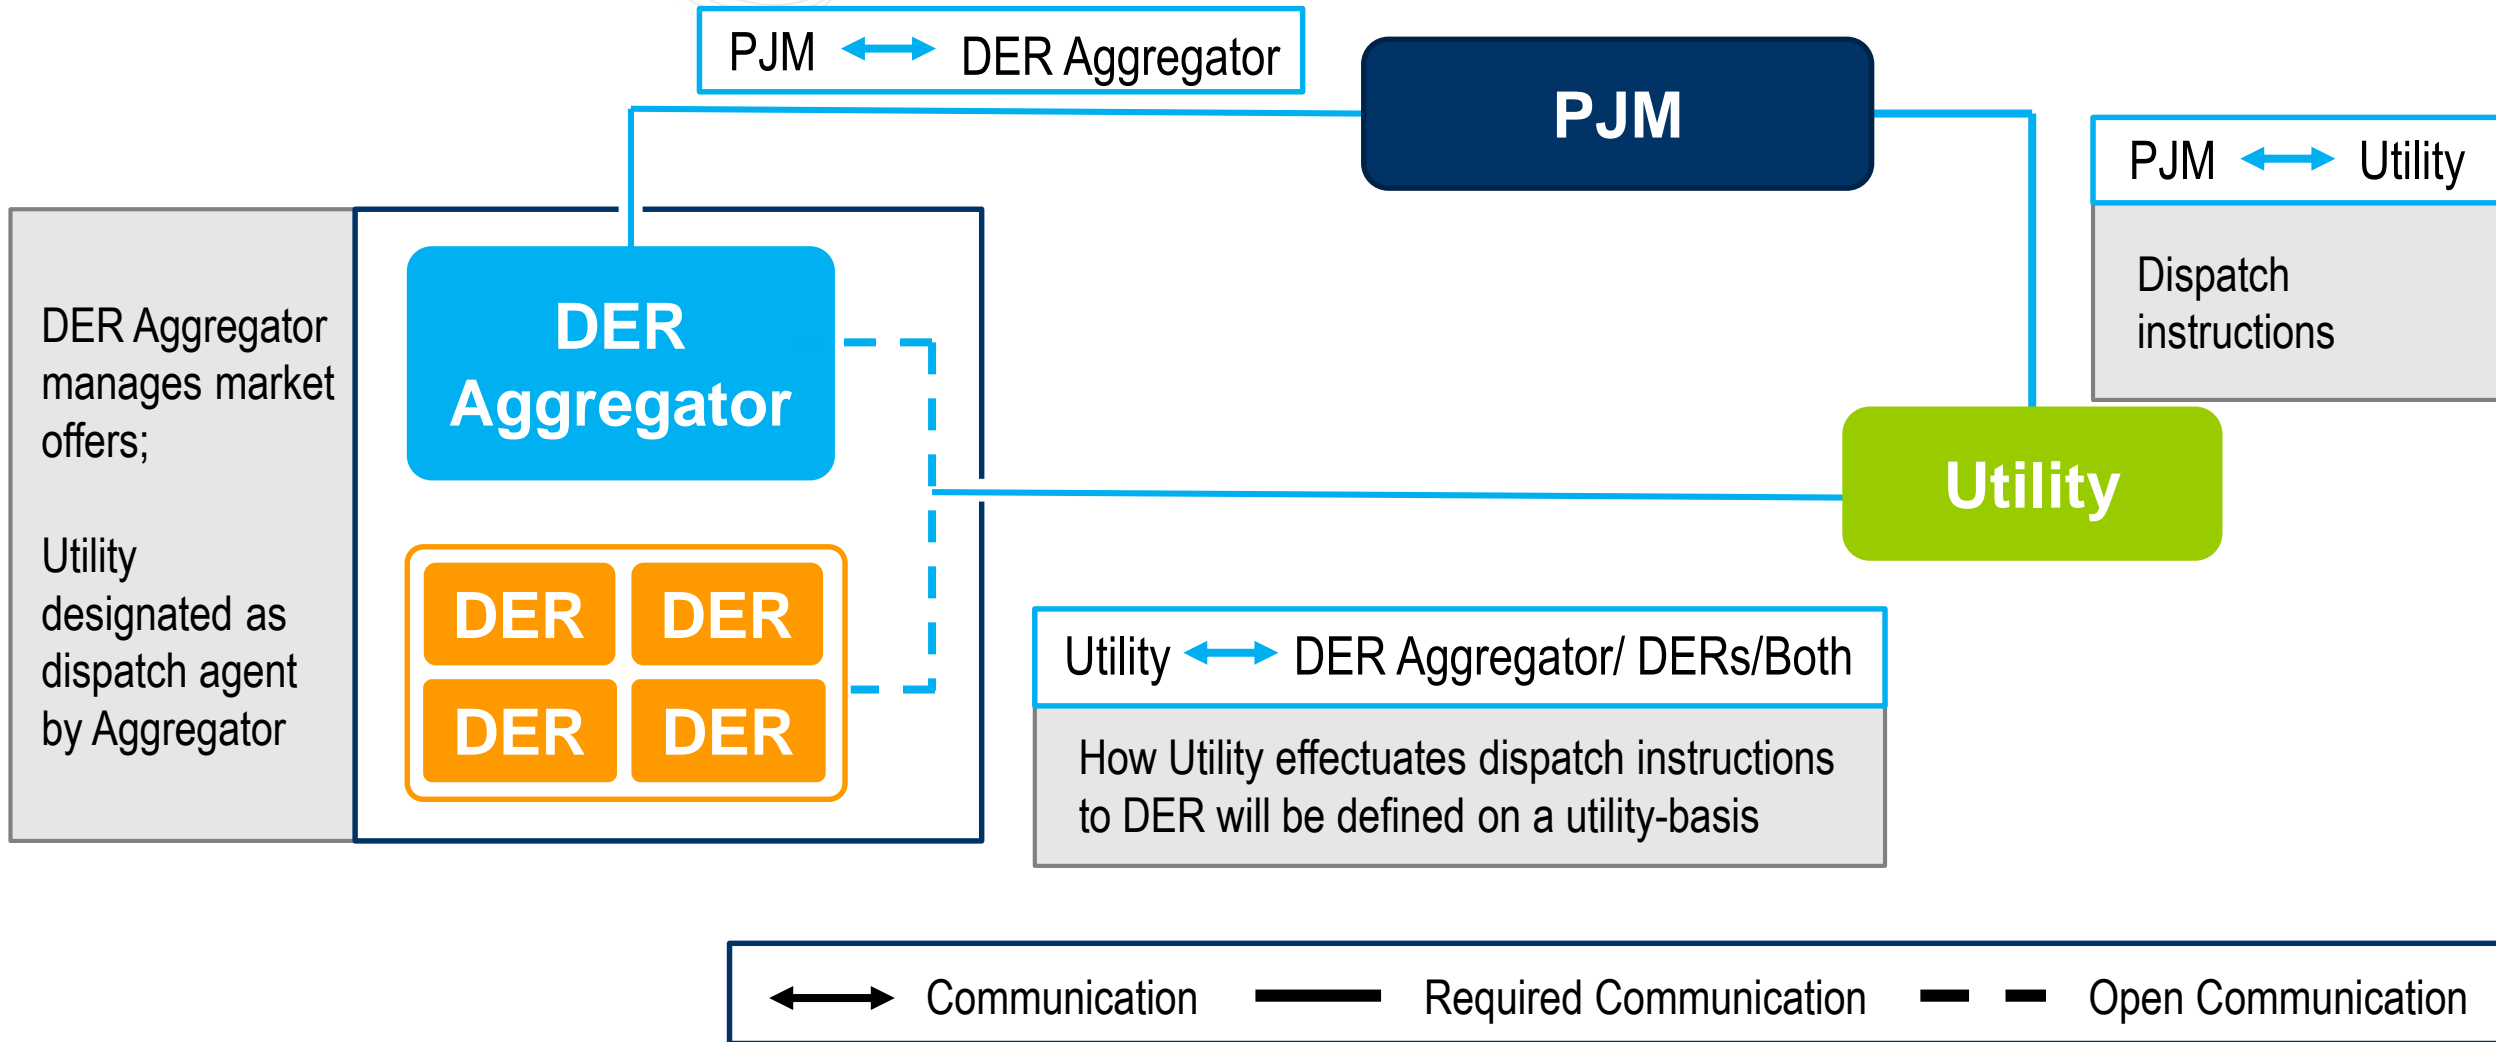 PJM DER Aggregator
PJM
PJM Utility
Dispatch
instructions
DER Aggregator
manages market
offers;
Utility
designated as
dispatch agent
by Aggregator
DER
Aggregator
DER DER
DER DER
Utility
Utility DER Aggregator/ DERs/Both
How Utility effectuates dispatch instructions
to DER will be defined on a utility-basis
Communication Required Communication Open Communication